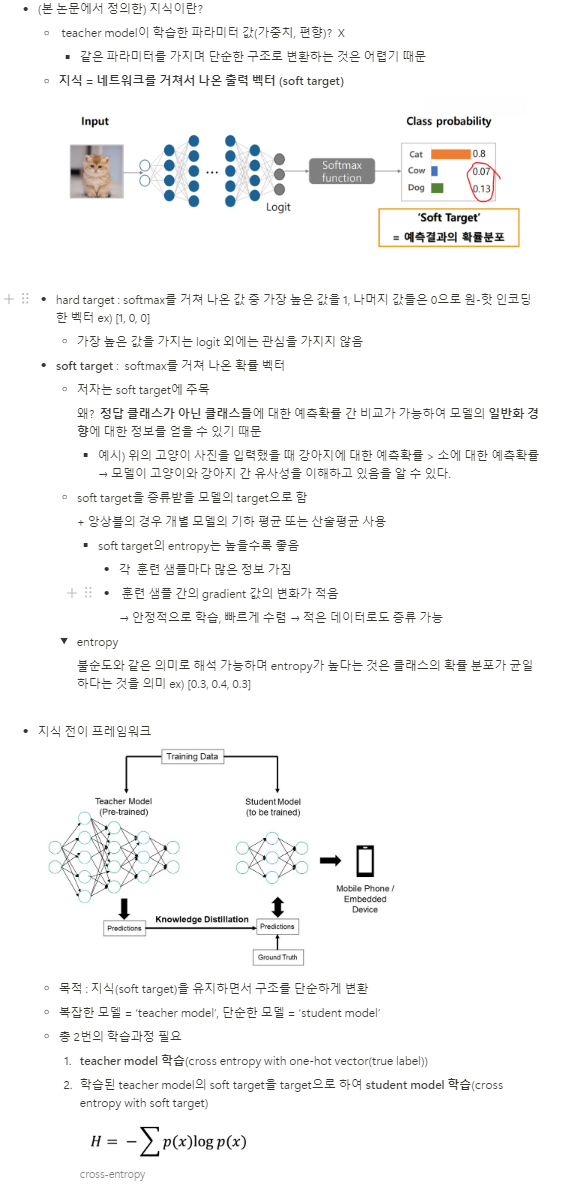 (본 논문에서 정의한) 지식이란?
teacher model이 학습한 파라미터 값(가중치, 편향)? X
같은 파라미터를 가지며 단순한 구조로 변환하는 것은 어렵기 때문
지식 = 네트워크를 거쳐서 나온 출력 벡터 (soft target)
Input
Class probability
Cat 0.8
Cow 0.07
Dog 0.13
Softmax
function
...
Logit
'Soft Target'
= 예측결과의 확률분포
hard target : softmax를 거쳐 나온 값 중 가장 높은 값을 1, 나머지 값들은 0으로 원-핫 인코딩
한 벡터 ex) [1, 0, 0]
가장 높은 값을 가지는 logit 외에는 관심을 가지지 않음
soft target : softmax를 거쳐 나온 확률 벡터
저자는 soft target에 주목
왜? 정답 클래스가 아닌 클래스들에 대한 예측확률 간 비교가 가능하여 모델의 일반화 경
향에 대한 정보를 얻을 수 있기 때문
예시) 위의 고양이 사진을 입력했을 때 강아지에 대한 예측확률 > 소에 대한 예측확률
→ 모델이 고양이와 강아지 간 유사성을 이해하고 있음을 알 수 있다.
soft target을 증류받을 모델의 target으로 함
+ 앙상블의 경우 개별 모델의 기하 평균 또는 산술평균 사용
soft target의 entropy는 높을수록 좋음
각 훈련 샘플마다 많은 정보 가짐
훈련 샘플 간의 gradient 값의 변화가 적음
→ 안정적으로 학습, 빠르게 수렴 → 적은 데이터로도 증류 가능
entropy
불순도와 같은 의미로 해석 가능하며 entropy가 높다는 것은 클래스의 확률 분포가 균일
하다는 것을 의미 ex) [0.3, 0.4, 0.3]
지식 전이 프레임워크
Training Data
Teacher Model
(Pre-trained)
Student Model
(to be trained)
Mobile Phone /
Embedded
Device
Knowledge Distillation
Predictions
Predictions
Ground Truth
목적 : 지식(soft target)을 유지하면서 구조를 단순하게 변환
복잡한 모델 = 'teacher model', 단순한 모델 = 'student model'
총 2번의 학습과정 필요
1. teacher model 학습(cross entropy with one-hot vector(true label))
2. 학습된 teacher model의 soft target을 target으로 하여 student model 학습(cross
entropy with soft target)
H = − ∑ p(x) log p(x)
cross-entropy